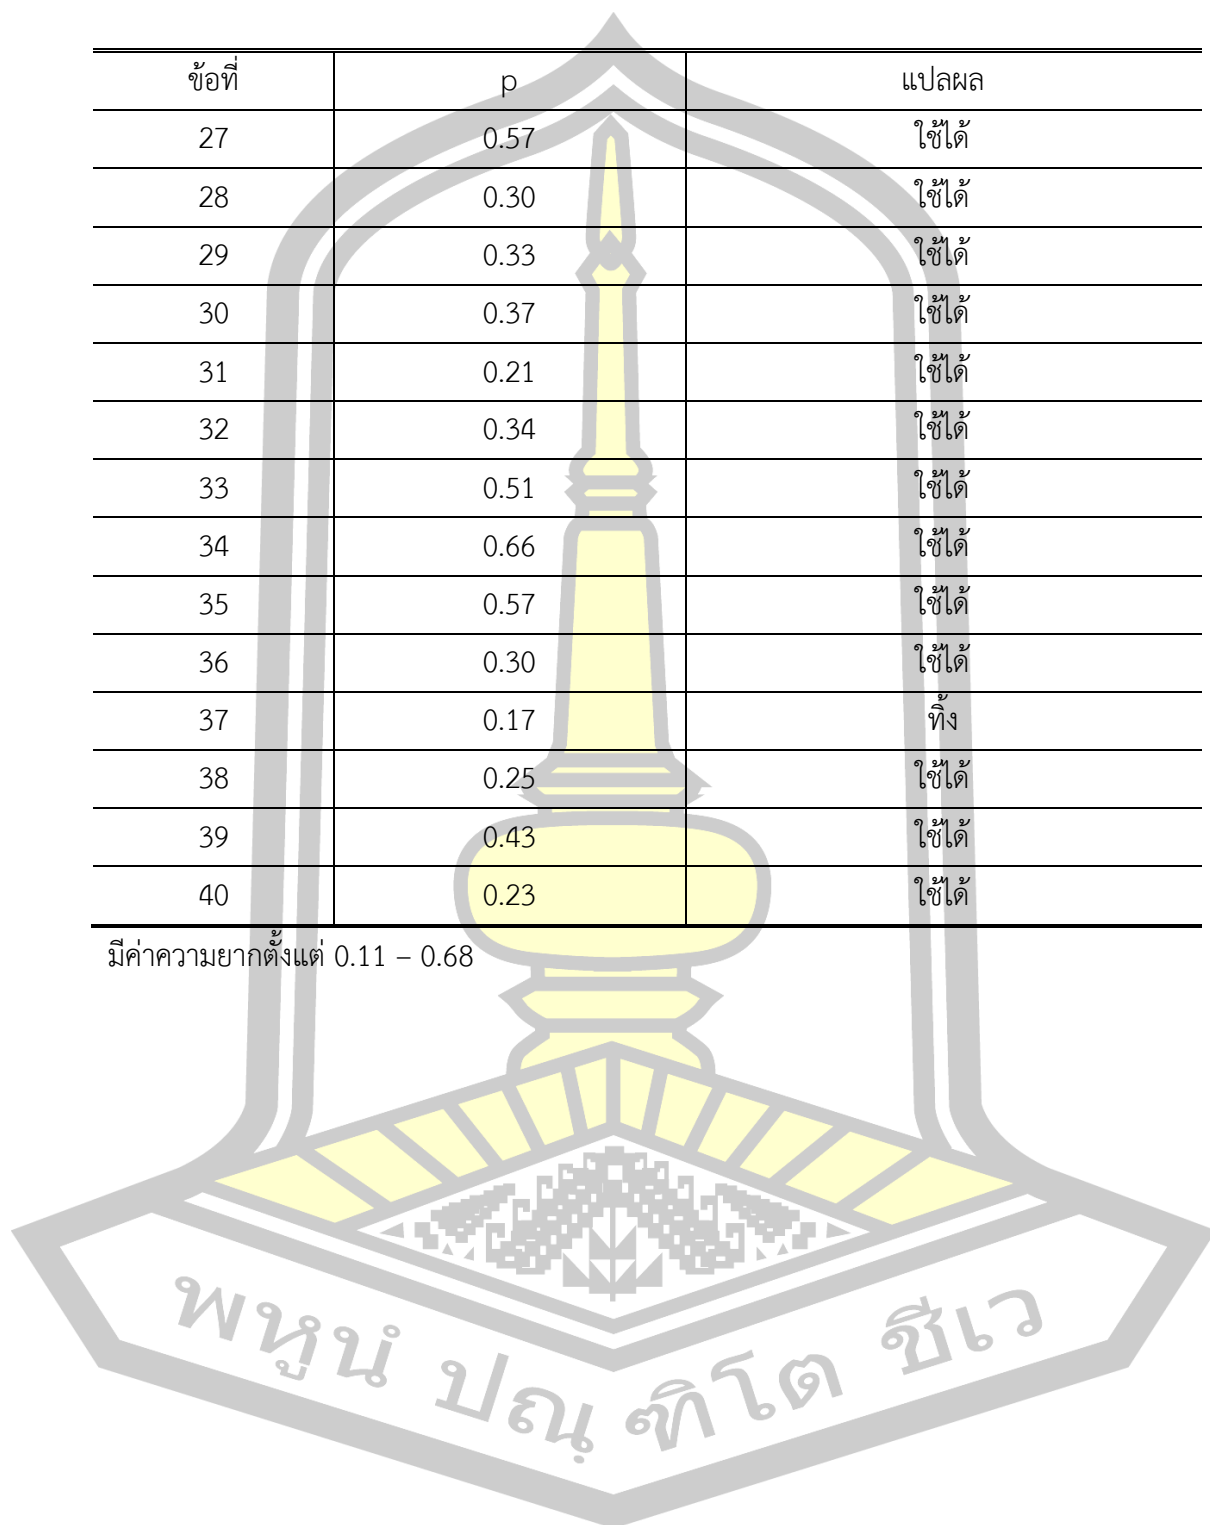 ข้อที่ p แปลผล
27 0.57 ใช้ได้
28 0.30 ใช้ได้
29 0.33 ใช้ได้
30 0.37 ใช้ได้
31 0.21 ใช้ได้
32 0.34 ใช้ได้
33 0.51 ใช้ได้
34 0.66 ใช้ได้
35 0.57 ใช้ได้
36 0.30 ใช้ได้
37 0.17 ทิ้ง
38 0.25 ใช้ได้
39 0.43 ใช้ได้
40 0.23 ใช้ได้
มีค่าความยากตั้งแต่ 0.11 – 0.68
พหูนํ ปณฺฑิโต ชีเว